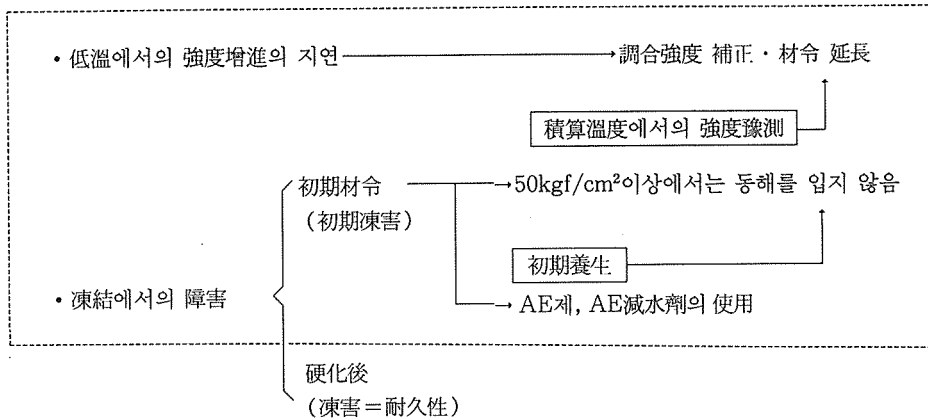 • 低溫에서의 強度增進의 지연 → 調合強度 補正·材令 延長
積算溫度에서의 強度豫測
初期材令 → 50kgf/cm²이상에서는 동해를 입지 않음
(初期凍害)
初期養生
• 凍結에서의 障害
→ AE제, AE減水劑의 使用
硬化後
(凍害=耐久性)